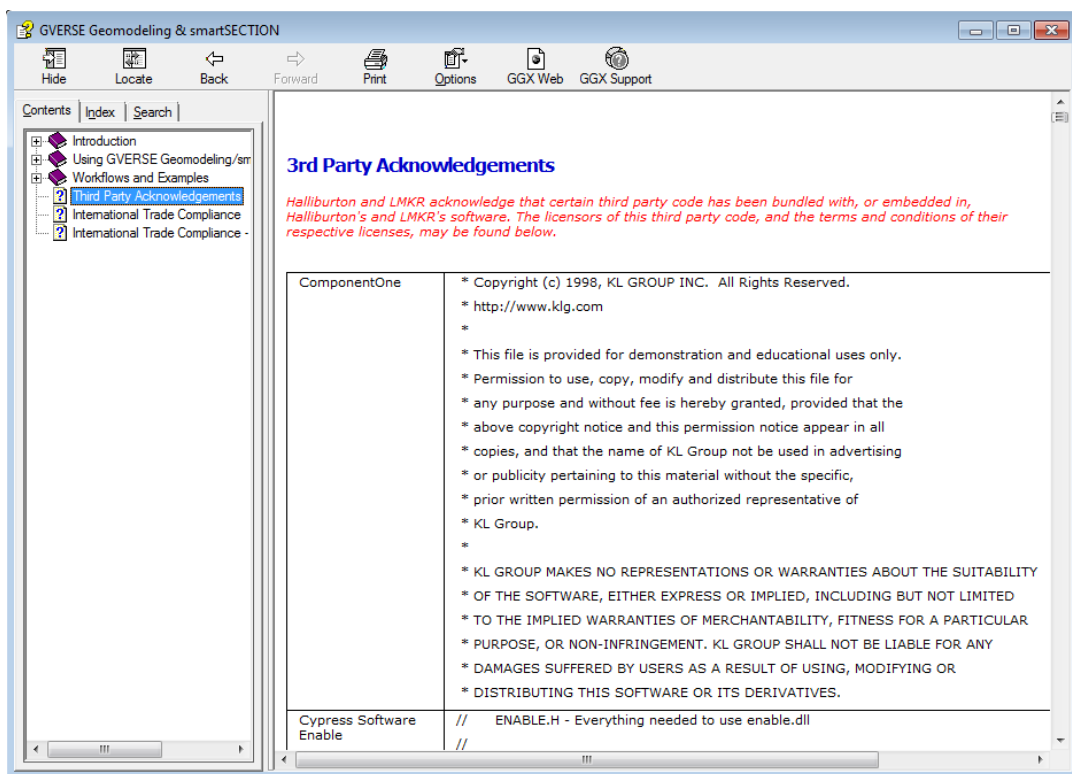 GVERSE Geomodeling & smartSECTION
Hide Locate Back Forward Print Options GGX Web GGX Support
Contents Index Search
Introduction
Using GVERSE Geomodeling/sm
Workflows and Examples
Third Party Acknowledgements
International Trade Compliance
International Trade Compliance -
3rd Party Acknowledgements
Halliburton and LMKR acknowledge that certain third party code has been bundled with, or embedded in,
Halliburton's and LMKR's software. The licensors of this third party code, and the terms and conditions of their
respective licenses, may be found below.
ComponentOne
* Copyright (c) 1998, KL GROUP INC. All Rights Reserved.
* http://www.klg.com
*
* This file is provided for demonstration and educational uses only.
* Permission to use, copy, modify and distribute this file for
* any purpose and without fee is hereby granted, provided that the
* above copyright notice and this permission notice appear in all
* copies, and that the name of KL Group not be used in advertising
* or publicity pertaining to this material without the specific,
* prior written permission of an authorized representative of
* KL Group.
*
* KL GROUP MAKES NO REPRESENTATIONS OR WARRANTIES ABOUT THE SUITABILITY
* OF THE SOFTWARE, EITHER EXPRESS OR IMPLIED, INCLUDING BUT NOT LIMITED
* TO THE IMPLIED WARRANTIES OF MERCHANTABILITY, FITNESS FOR A PARTICULAR
* PURPOSE, OR NON-INFRINGEMENT. KL GROUP SHALL NOT BE LIABLE FOR ANY
* DAMAGES SUFFERED BY USERS AS A RESULT OF USING, MODIFYING OR
* DISTRIBUTING THIS SOFTWARE OR ITS DERIVATIVES.
Cypress Software
Enable
// ENABLE.H - Everything needed to use enable.dll
//